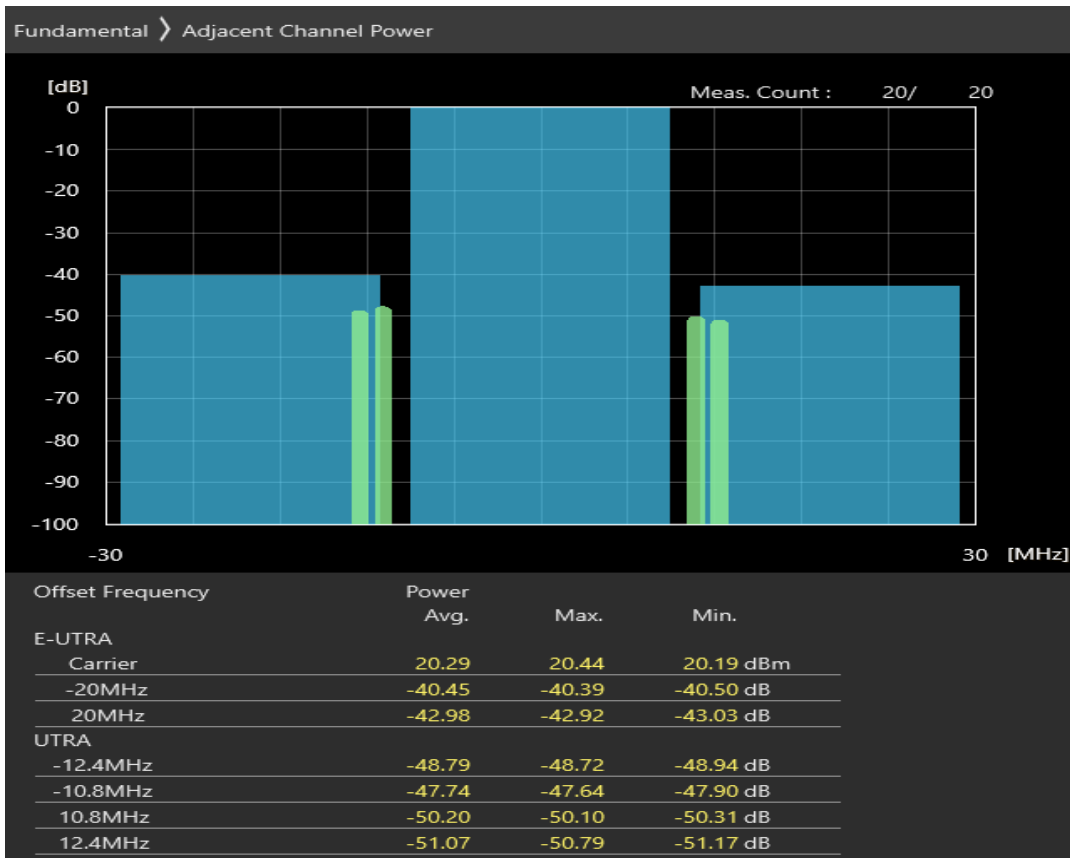 Fundamental 〉 Adjacent Channel Power
[dB]
Meas. Count : 20/ 20
0
-10
-20
-30
-40
-50
-60
-70
-80
-90
-100
-30 30 [MHz]
Offset Frequency Power
Avg. Max. Min.
E-UTRA
Carrier 20.29 20.44 20.19 dBm
-20MHz -40.45 -40.39 -40.50 dB
20MHz -42.98 -42.92 -43.03 dB
UTRA
-12.4MHz -48.79 -48.72 -48.94 dB
-10.8MHz -47.74 -47.64 -47.90 dB
10.8MHz -50.20 -50.10 -50.31 dB
12.4MHz -51.07 -50.79 -51.17 dB